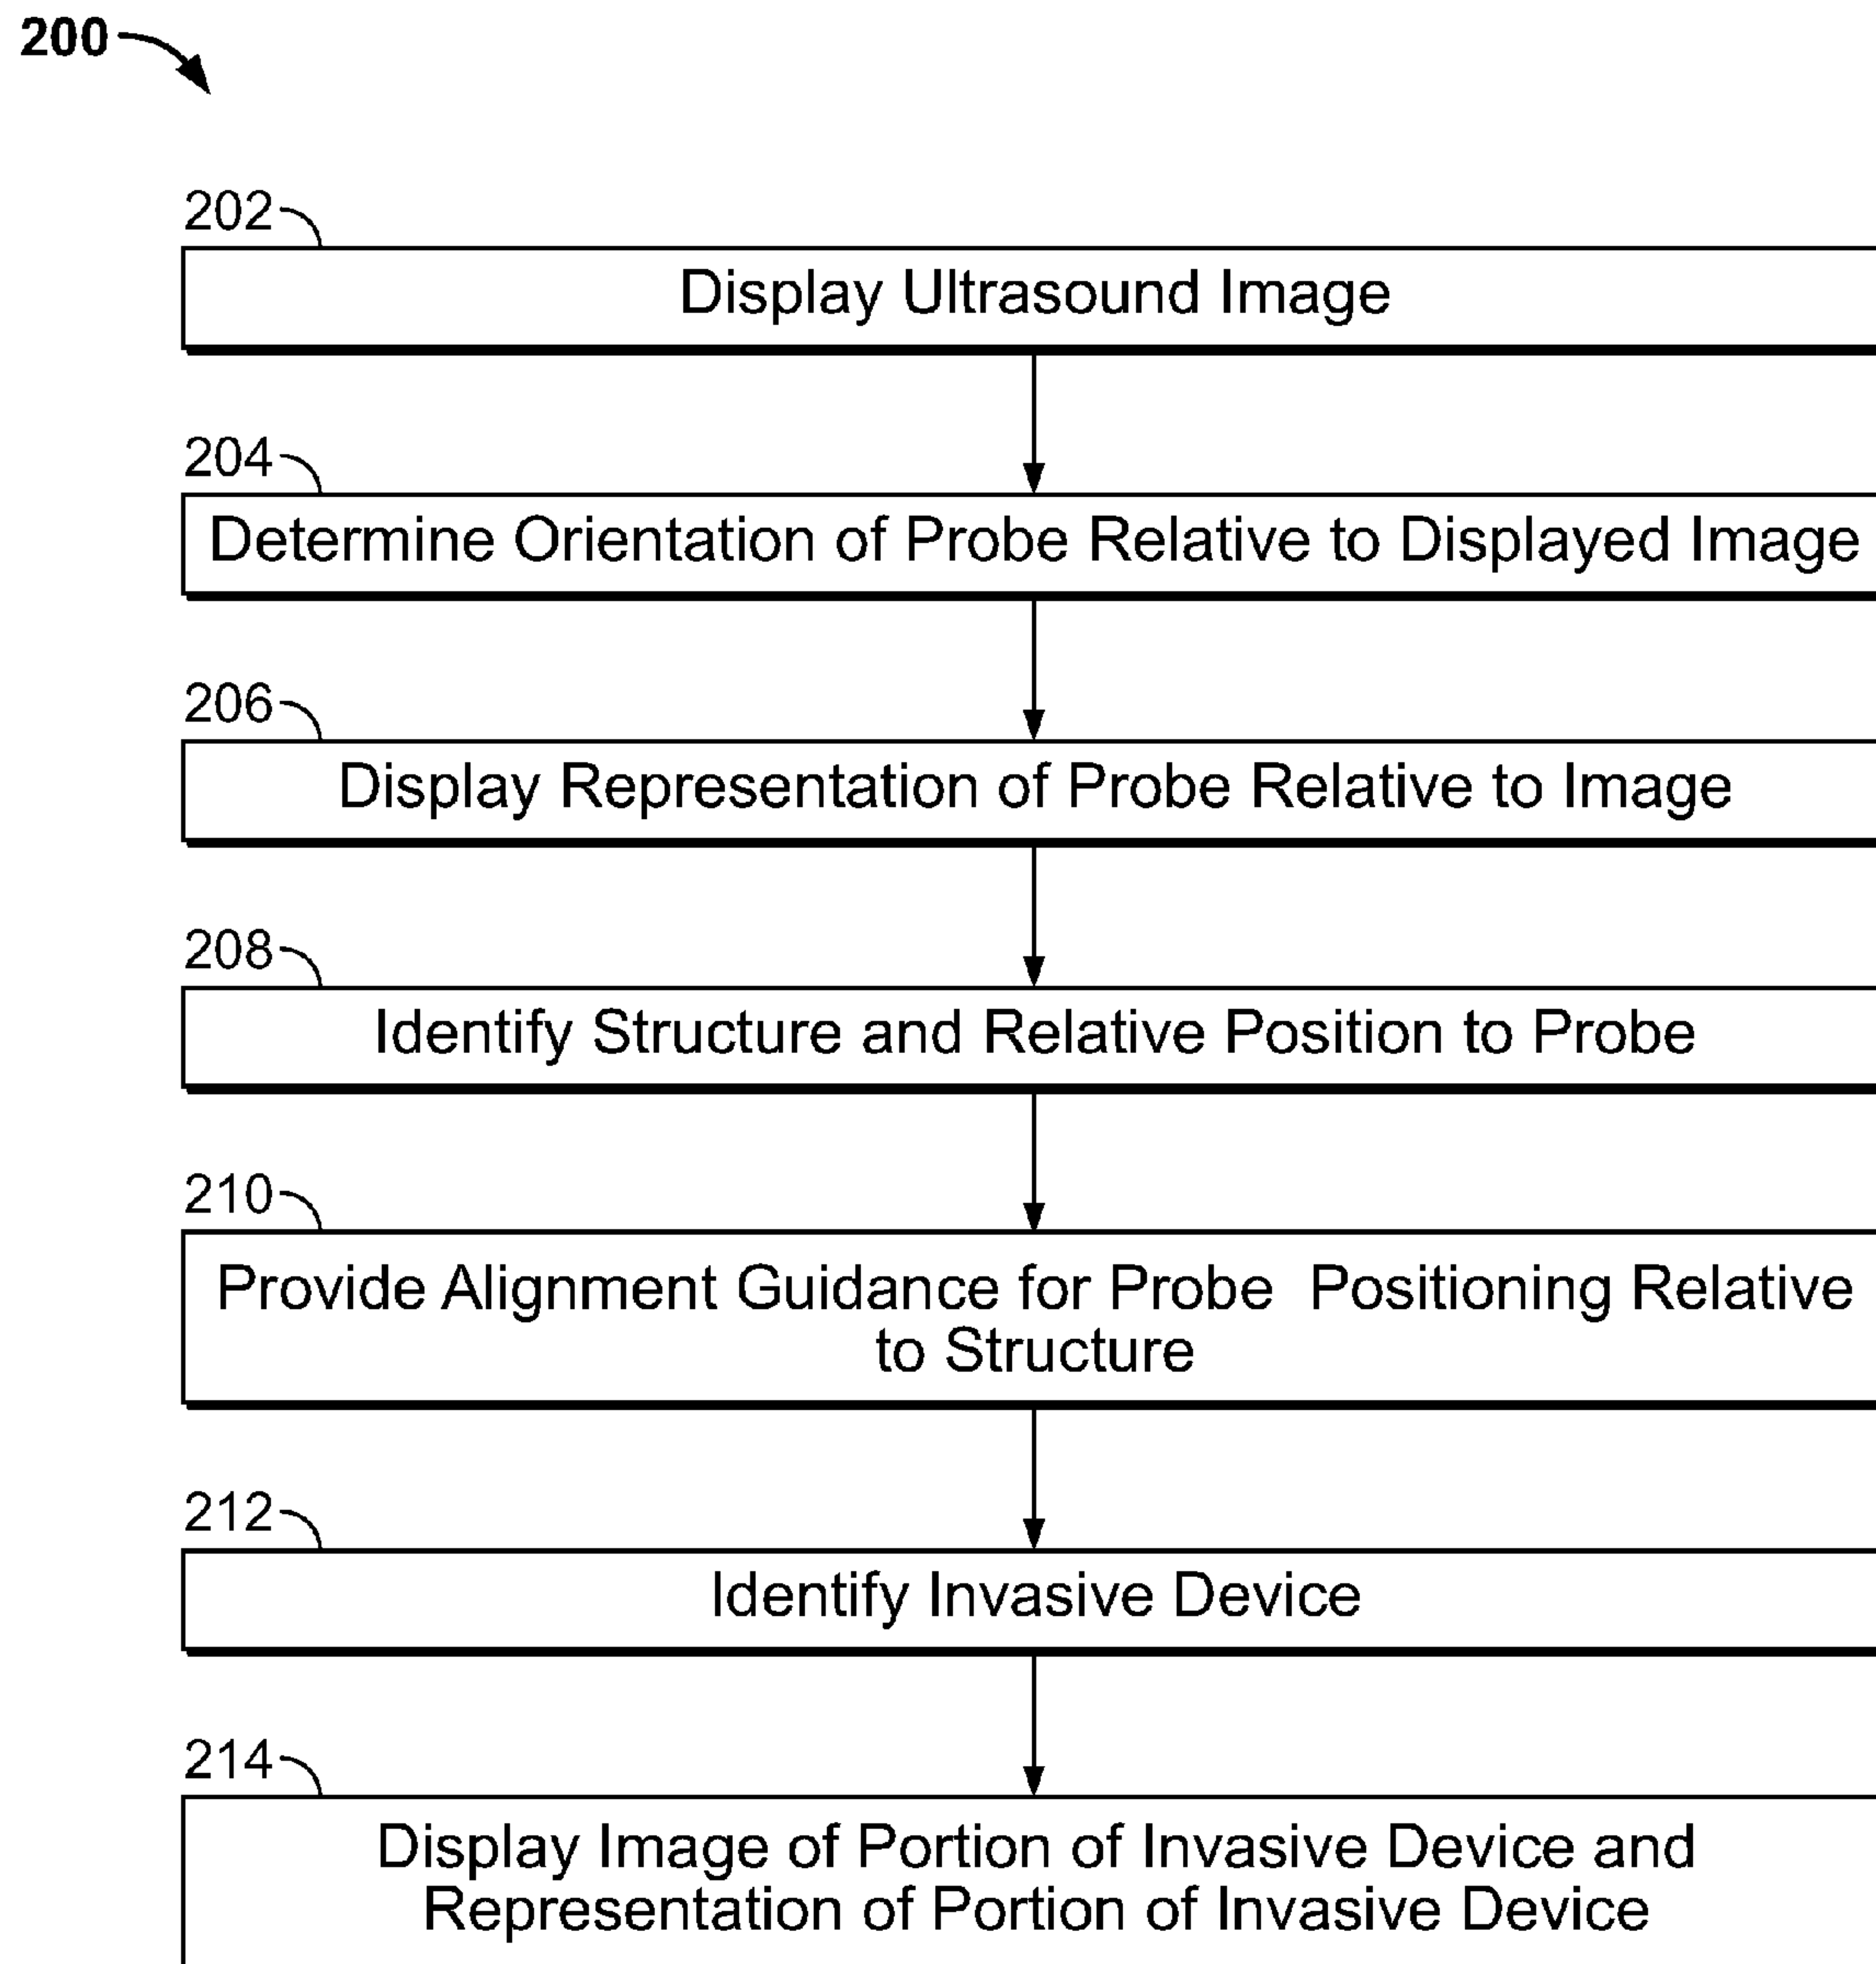 200
202
Display Ultrasound Image
204
Determine Orientation of Probe Relative to Displayed Image
206
Display Representation of Probe Relative to Image
208
Identify Structure and Relative Position to Probe
210
Provide Alignment Guidance for Probe Positioning Relative
to Structure
212
Identify Invasive Device
214
Display Image of Portion of Invasive Device and
Representation of Portion of Invasive Device